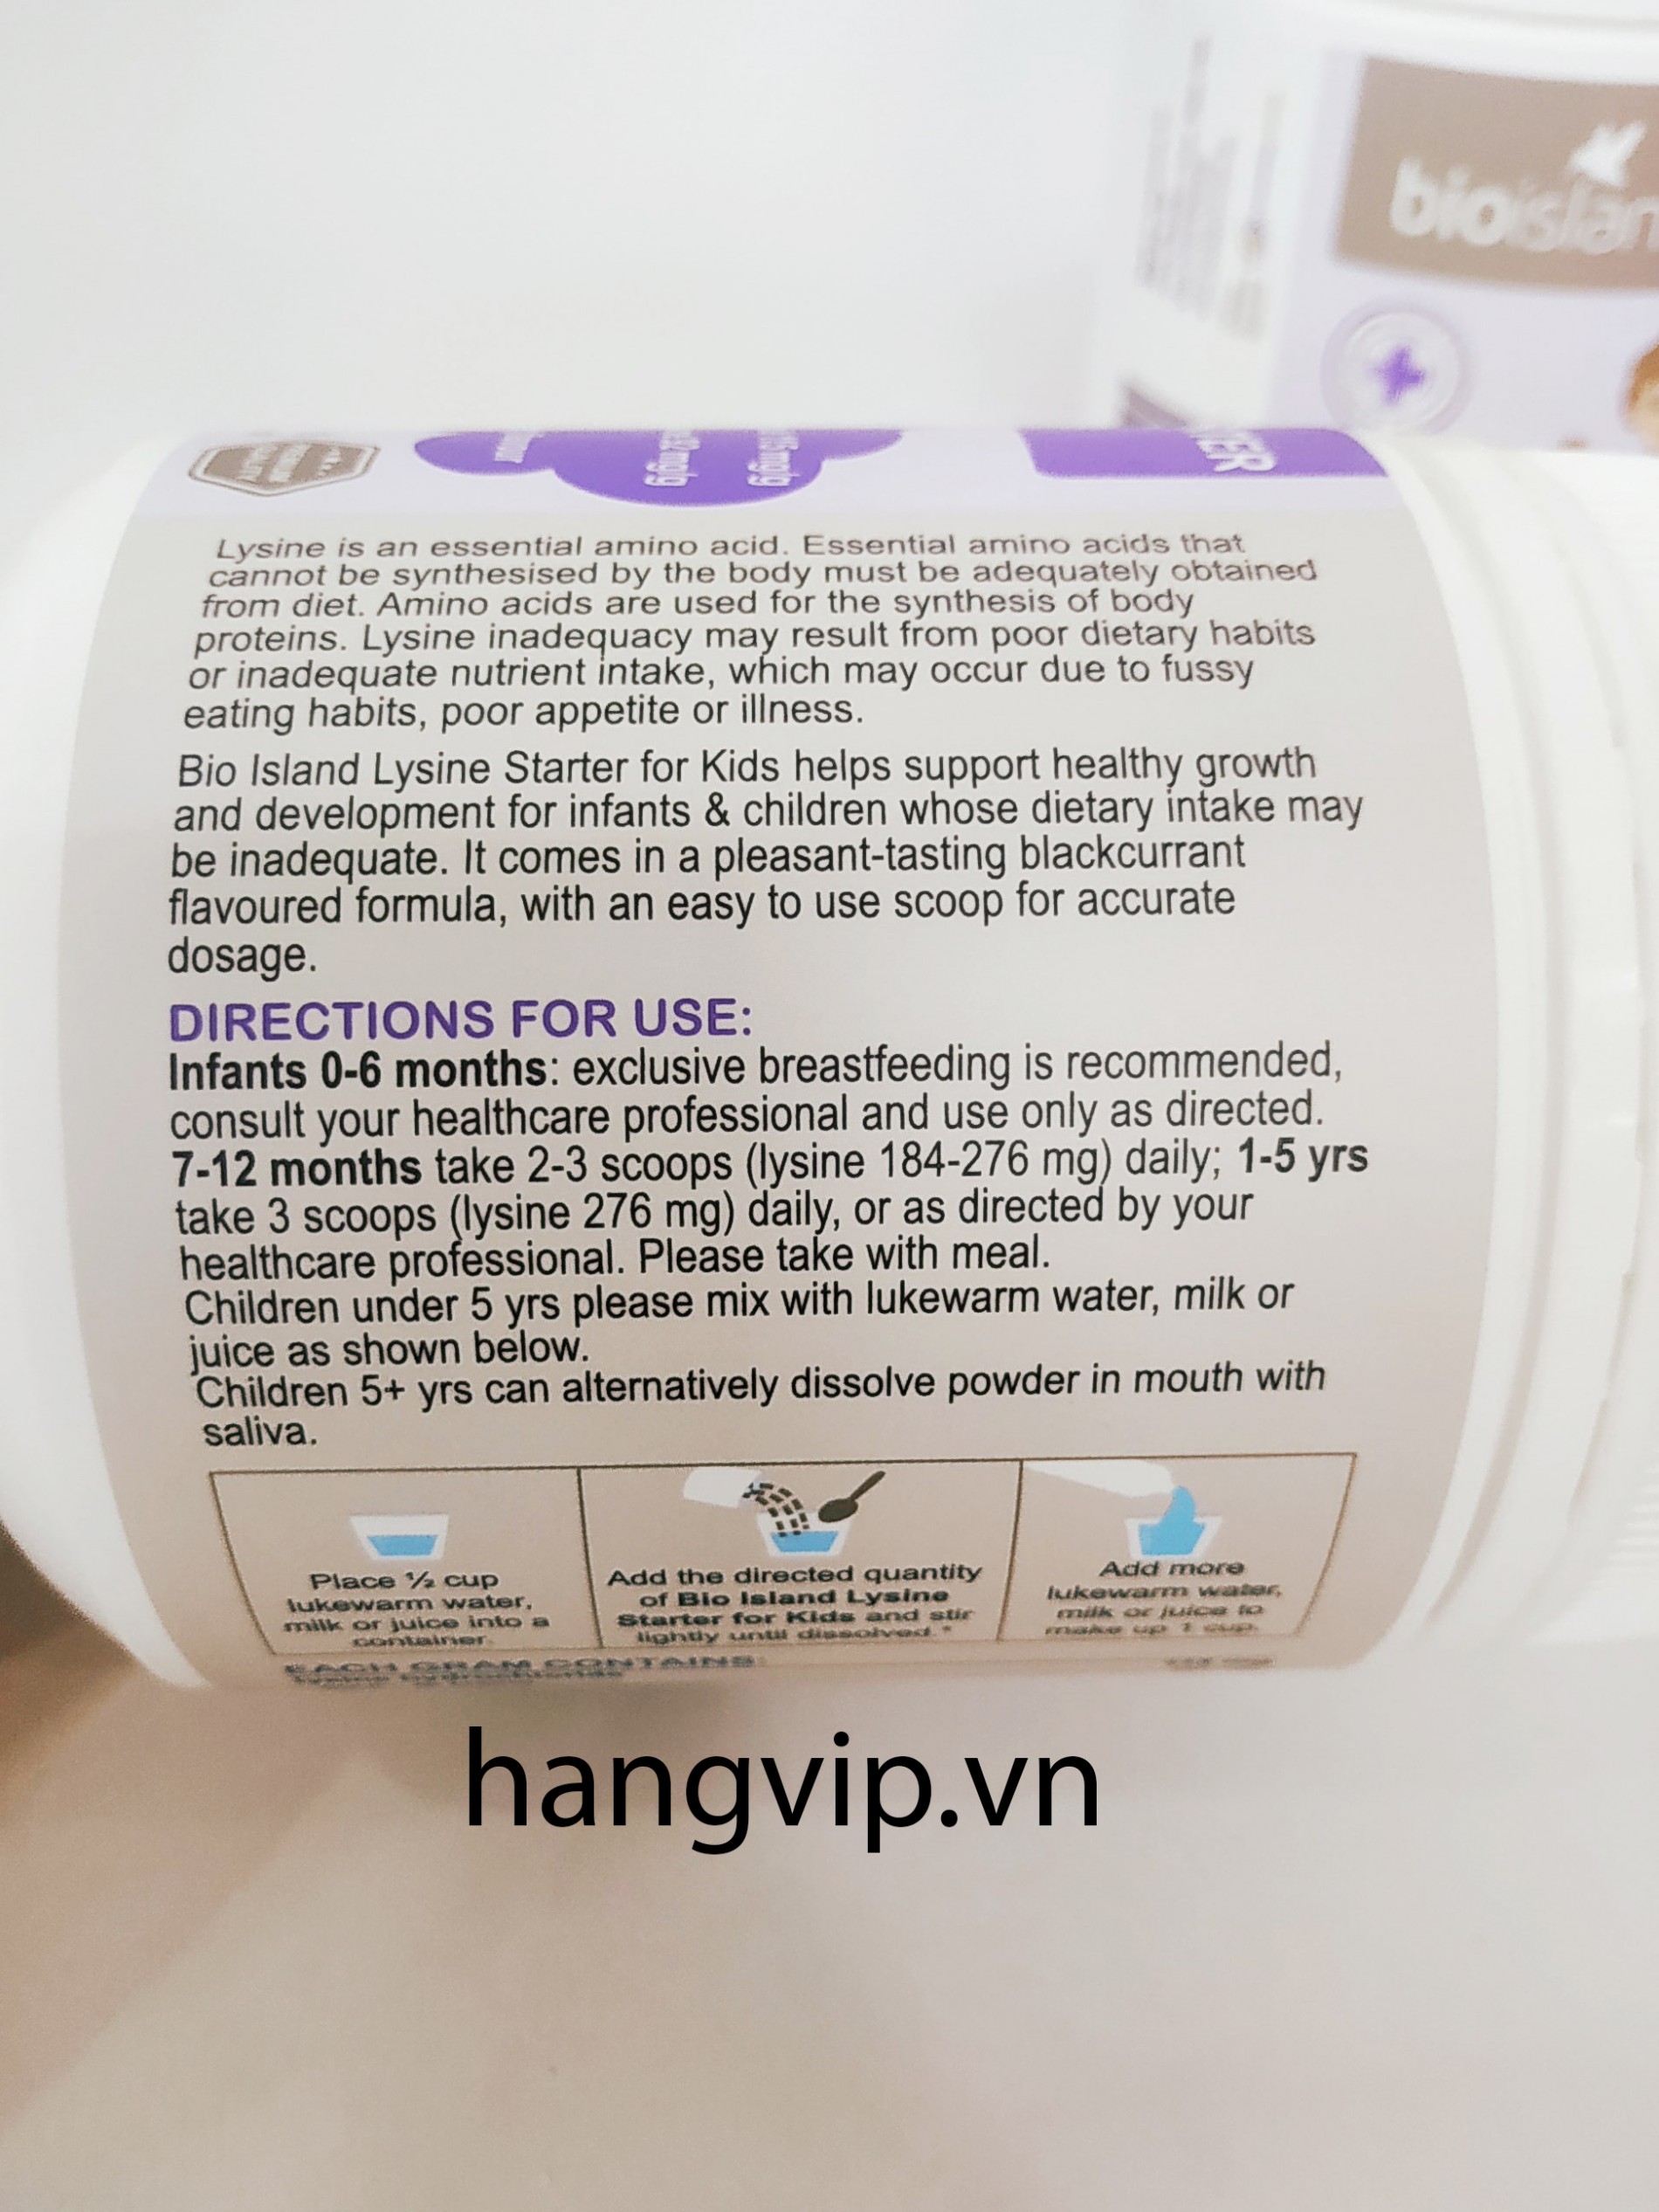 bioislan
TER
15 mg/g
mg/g
Lysine is an essential amino acid. Essential amino acids that
cannot be synthesised by the body must be adequately obtained
from diet. Amino acids are used for the synthesis of body
proteins. Lysine inadequacy may result from poor dietary habits
or inadequate nutrient intake, which may occur due to fussy
eating habits, poor appetite or illness.
Bio Island Lysine Starter for Kids helps support healthy growth
and development for infants & children whose dietary intake may
be inadequate. It comes in a pleasant-tasting blackcurrant
flavoured formula, with an easy to use scoop for accurate
dosage.
DIRECTIONS FOR USE:
Infants 0-6 months: exclusive breastfeeding is recommended,
consult your healthcare professional and use only as directed.
7-12 months take 2-3 scoops (lysine 184-276 mg) daily; 1-5 yrs
take 3 scoops (lysine 276 mg) daily, or as directed by your
healthcare professional. Please take with meal.
Children under 5 yrs please mix with lukewarm water, milk or
juice as shown below.
Children 5+ yrs can alternatively dissolve powder in mouth with
saliva.
Place ½ cup
lukewarm water,
milk or juice into a
container.
Add the directed quantity
of Bio Island Lysine
Starter for Kids and stir
lightly until dissolved.*
Add more
lukewarm water,
milk or juice to
make up 1 cup.
EACH GRAM CONTAINS:
hangvip.vn